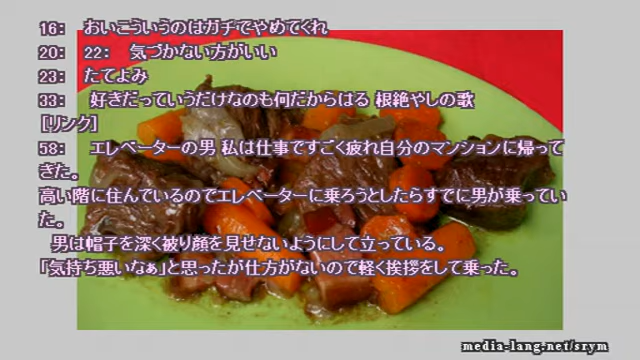 16: おいこういうのはガチでやめてくれ
20: 22: 気づかない方がいい
23: たてよみ
33: 好きだっていうだけなのも何だからはる 根絶やしの歌
[リンク]
58: エレベーターの男 私は仕事ですごく疲れ自分のマンションに帰って
きた。
高い階に住んでいるのでエレベーターに乗ろうとしたらすでに男が乗ってい
た。
男は帽子を深く被り顔を見せないようにして立っている。
「気持ち悪いなぁ」と思ったが仕方がないので軽く挨拶をして乗った。
media-lang-net/srym